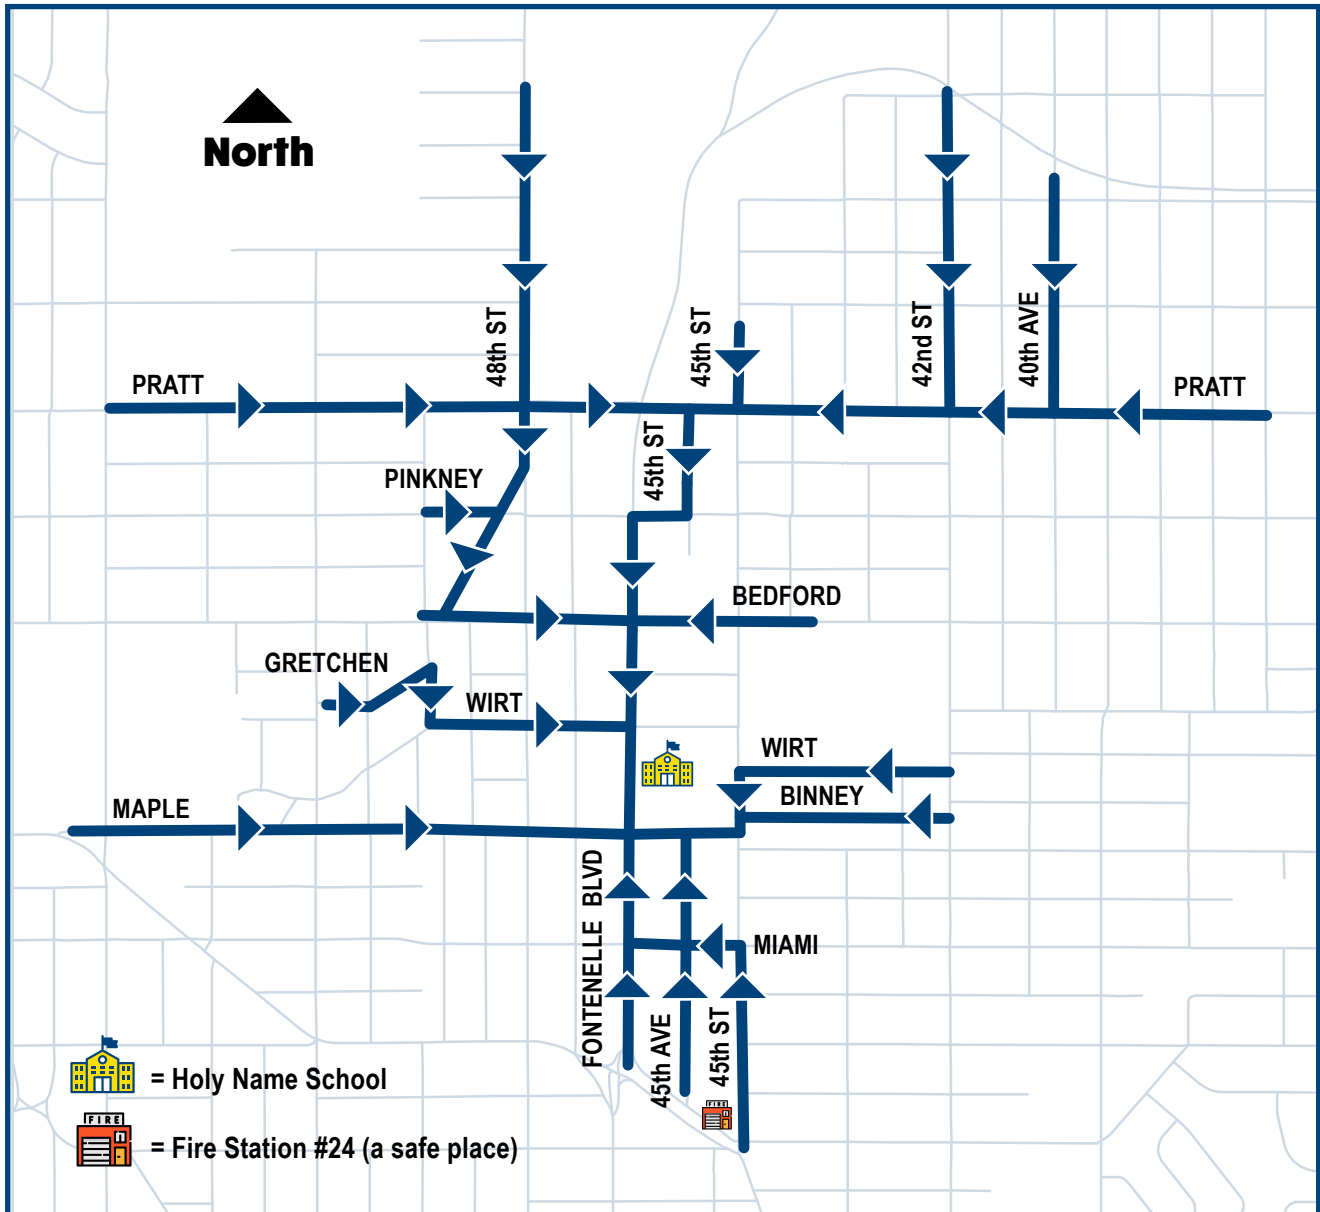 North
48th ST
45th ST
42nd ST
40th AVE
PRATT
PRATT
45th ST
PINKNEY
BEDFORD
GRETCHEN
WIRT
WIRT
BINNEY
MAPLE
FONTENELLE BLVD
MIAMI
45th AVE
45th ST
= Holy Name School
FIRE
FIRE
= Fire Station #24 (a safe place)